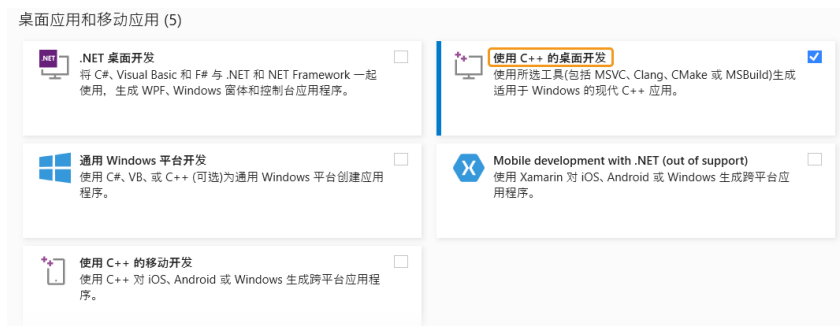 桌面应用和移动应用 (5)
.NET 桌面开发
将 C#、Visual Basic 和 F# 与 .NET 和 NET Framework 一起
使用，生成 WPF、Windows 窗体和控制台应用程序。
使用 C++ 的桌面开发
使用所选工具(包括 MSVC、Clang、CMake 或 MSBuild)生成
适用于 Windows 的现代 C++ 应用。
通用 Windows 平台开发
使用 C#、VB、或 C++ (可选)为通用 Windows 平台创建应用
程序。
Mobile development with .NET (out of support)
使用 Xamarin 对 iOS、Android 或 Windows 生成跨平台应
用程序。
使用 C++ 的移动开发
使用 C++ 对 iOS、Android 或 Windows 生成跨平台应用程
序。